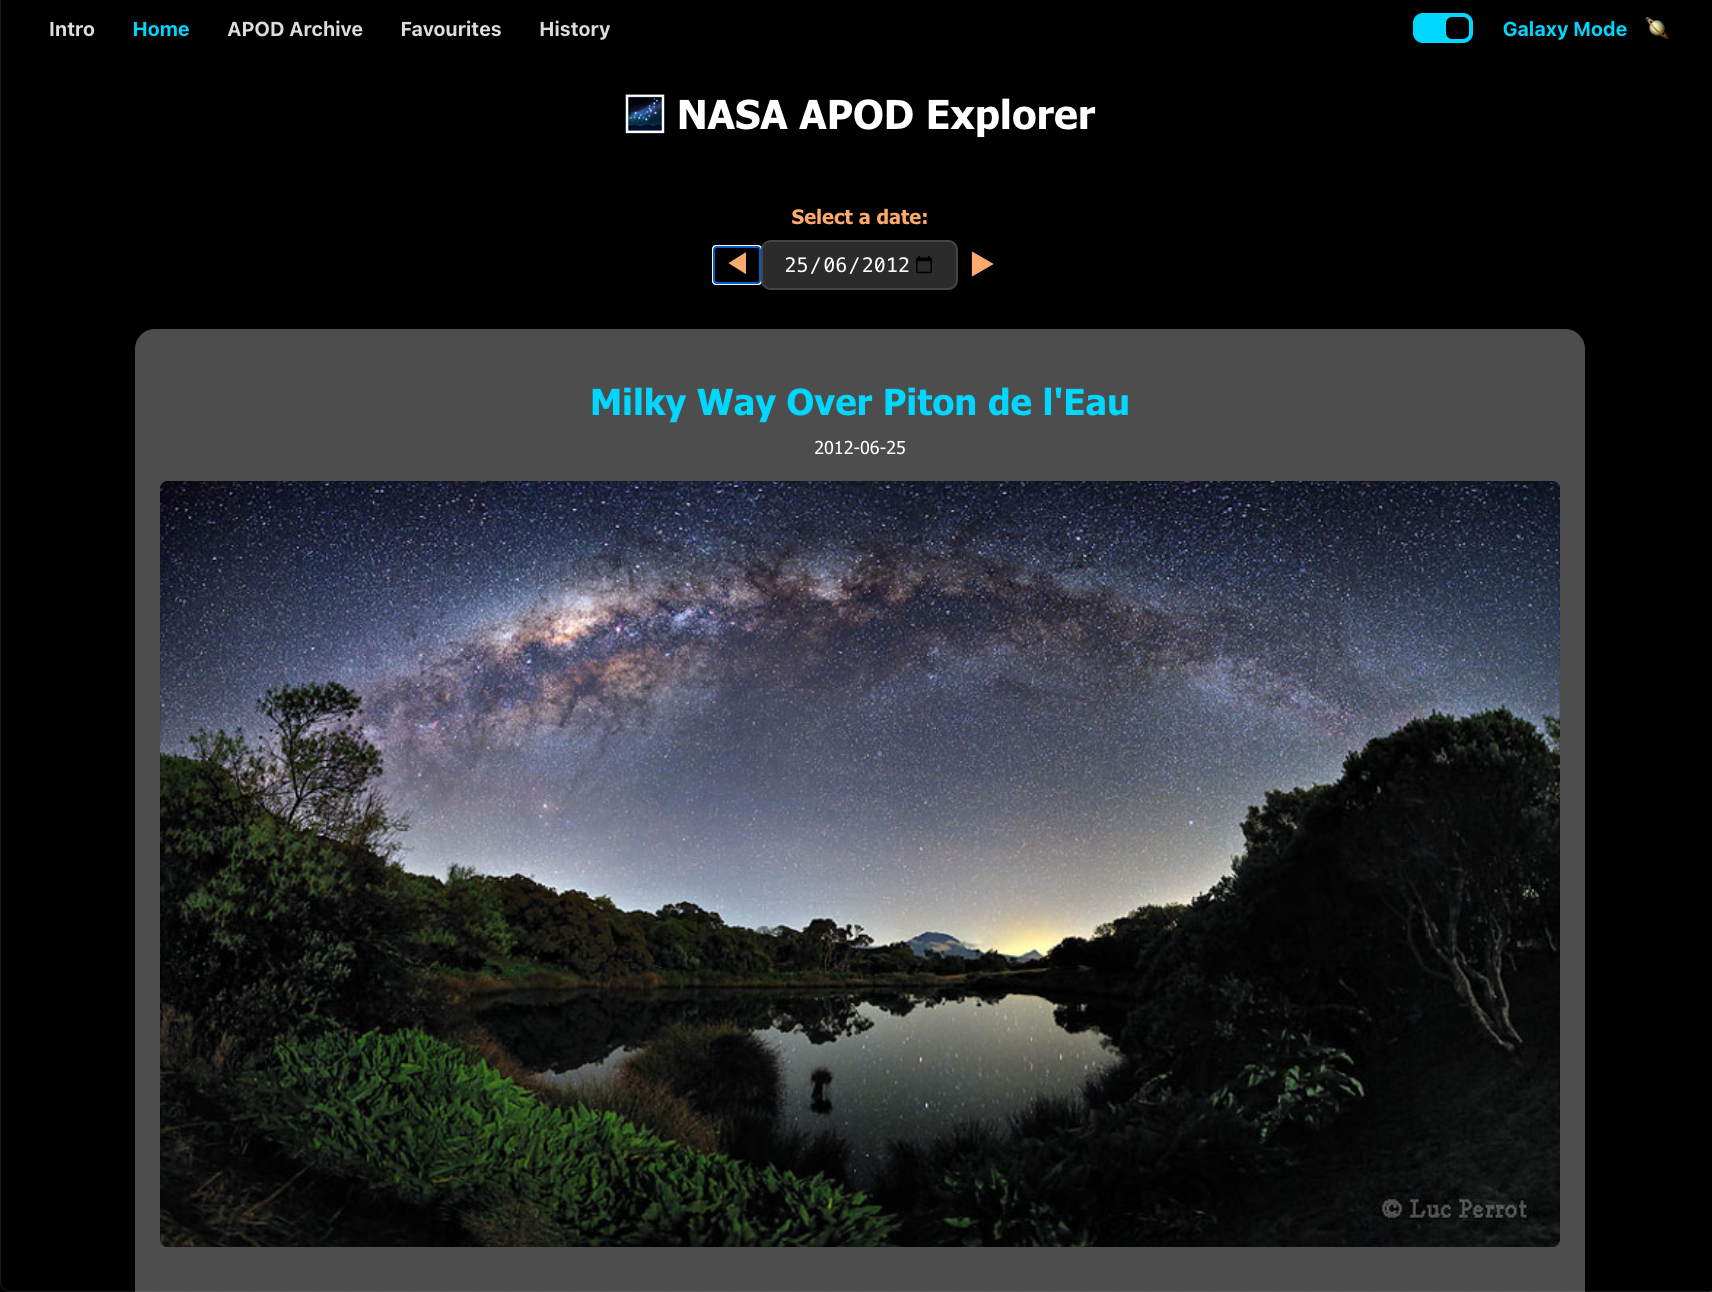 Intro Home APOD Archive Favourites History Galaxy Mode
NASA APOD Explorer
Select a date:
25/06/2012
Milky Way Over Piton de l'Eau
2012-06-25
© Luc Perrot